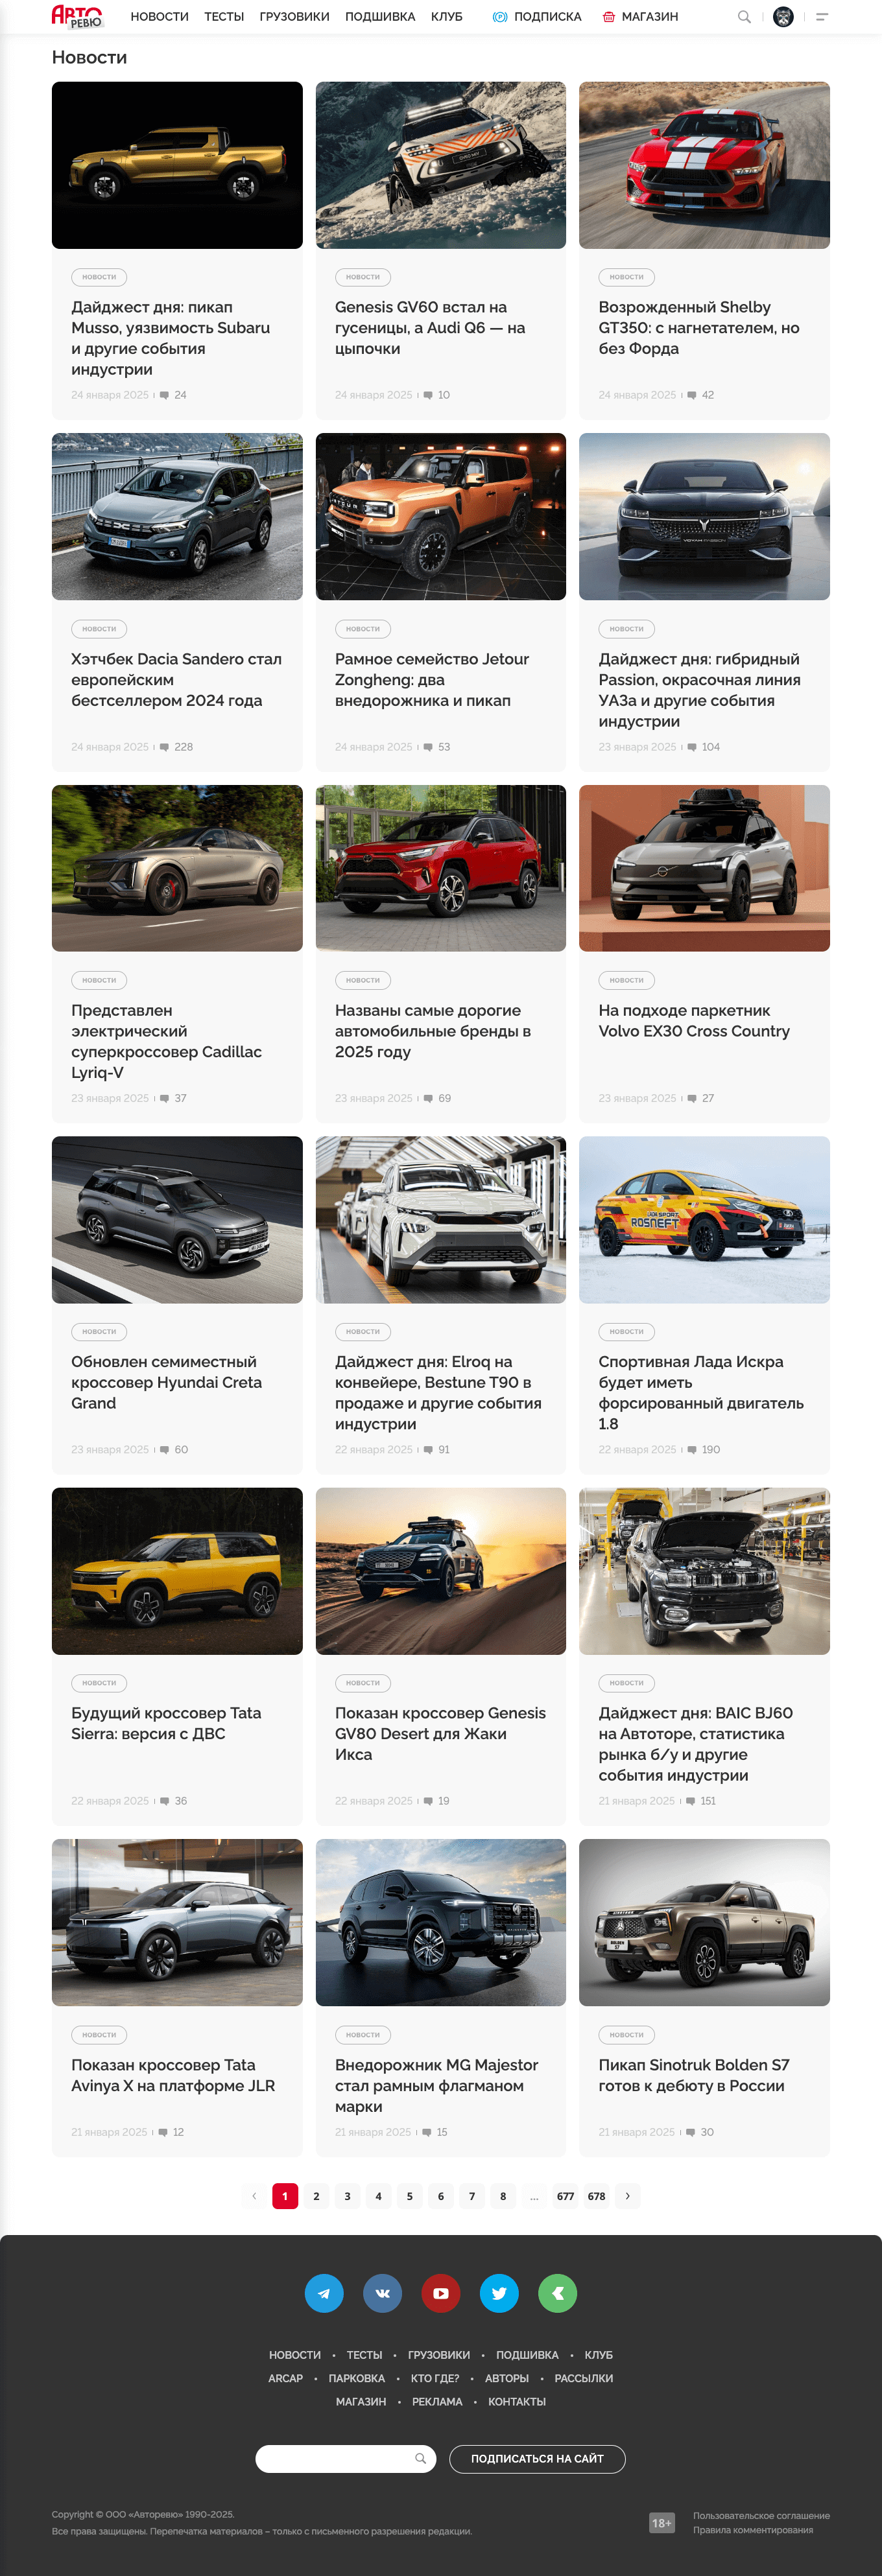 АВТО
РЕВЮ
НОВОСТИ ТЕСТЫ ГРУЗОВИКИ ПОДШИВКА КЛУБ ПОДПИСКА МАГАЗИН
Новости
НОВОСТИ
Дайджест дня: пикап
Musso, уязвимость Subaru
и другие события
индустрии
24 января 2025 24
НОВОСТИ
Genesis GV60 встал на
гусеницы, а Audi Q6 — на
цыпочки
24 января 2025 10
НОВОСТИ
Возрожденный Shelby
GT350: с нагнетателем, но
без Форда
24 января 2025 42
НОВОСТИ
Хэтчбек Dacia Sandero стал
европейским
бестселлером 2024 года
24 января 2025 228
НОВОСТИ
Рамное семейство Jetour
Zongheng: два
внедорожника и пикап
24 января 2025 53
НОВОСТИ
Дайджест дня: гибридный
Passion, окрасочная линия
УАЗа и другие события
индустрии
23 января 2025 104
НОВОСТИ
Представлен
электрический
суперкроссовер Cadillac
Lyriq-V
23 января 2025 37
НОВОСТИ
Названы самые дорогие
автомобильные бренды в
2025 году
23 января 2025 69
НОВОСТИ
На подходе паркетник
Volvo EX30 Cross Country
23 января 2025 27
НОВОСТИ
Обновлен семиместный
кроссовер Hyundai Creta
Grand
23 января 2025 60
НОВОСТИ
Дайджест дня: Elroq на
конвейере, Bestune T90 в
продаже и другие события
индустрии
22 января 2025 91
ROSNEFT
НОВОСТИ
Спортивная Лада Искра
будет иметь
форсированный двигатель
1.8
22 января 2025 190
НОВОСТИ
Будущий кроссовер Tata
Sierra: версия с ДВС
22 января 2025 36
НОВОСТИ
Показан кроссовер Genesis
GV80 Desert для Жаки
Икса
22 января 2025 19
НОВОСТИ
Дайджест дня: BAIC BJ60
на Автоторе, статистика
рынка б/у и другие
события индустрии
21 января 2025 151
НОВОСТИ
Показан кроссовер Tata
Avinya X на платформе JLR
21 января 2025 12
НОВОСТИ
Внедорожник MG Majestor
стал рамным флагманом
марки
21 января 2025 15
SINOTRUK
BOLDEN
S7
НОВОСТИ
Пикап Sinotruk Bolden S7
готов к дебюту в России
21 января 2025 30
‹ 1 2 3 4 5 6 7 8 ... 677 678 ›
НОВОСТИ • ТЕСТЫ • ГРУЗОВИКИ • ПОДШИВКА • КЛУБ
ARCAP • ПАРКОВКА • КТО ГДЕ? • АВТОРЫ • РАССЫЛКИ
МАГАЗИН • РЕКЛАМА • КОНТАКТЫ
ПОДПИСАТЬСЯ НА САЙТ
Copyright © ООО «Авторевю» 1990-2025.
Все права защищены. Перепечатка материалов – только с письменного разрешения редакции.
18+
Пользовательское соглашение
Правила комментирования